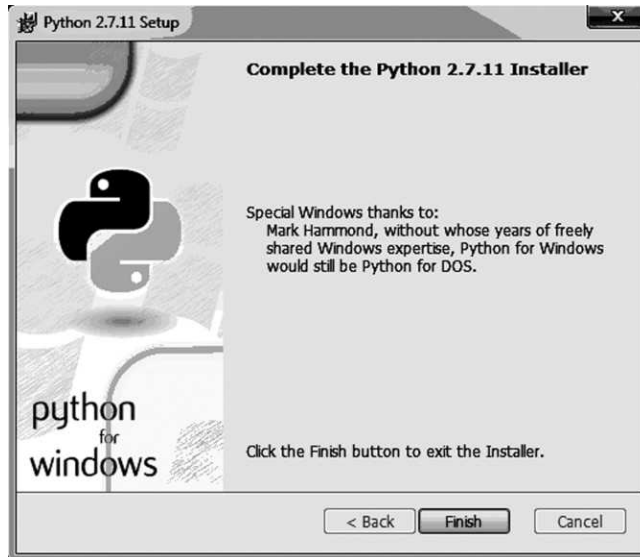 Python 2.7.11 Setup
x
Complete the Python 2.7.11 Installer
Special Windows thanks to:
Mark Hammond, without whose years of freely
shared Windows expertise, Python for Windows
would still be Python for DOS.
python
for
windows
Click the Finish button to exit the Installer.
< Back
Finish
Cancel